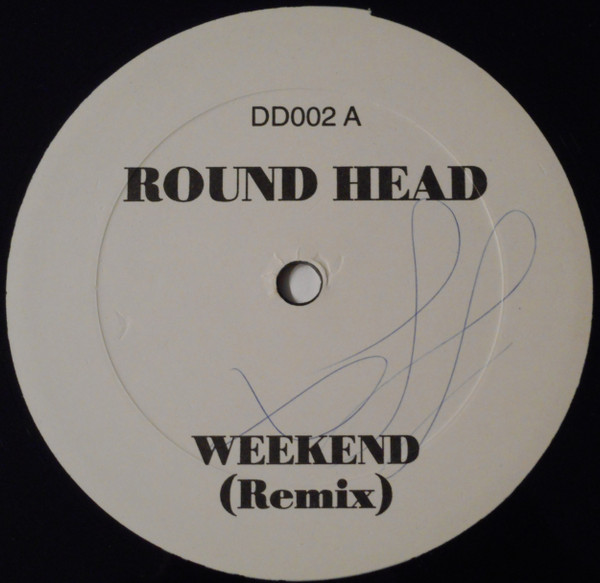 DD002 A
ROUND HEAD
WEEKEND
(Remix)